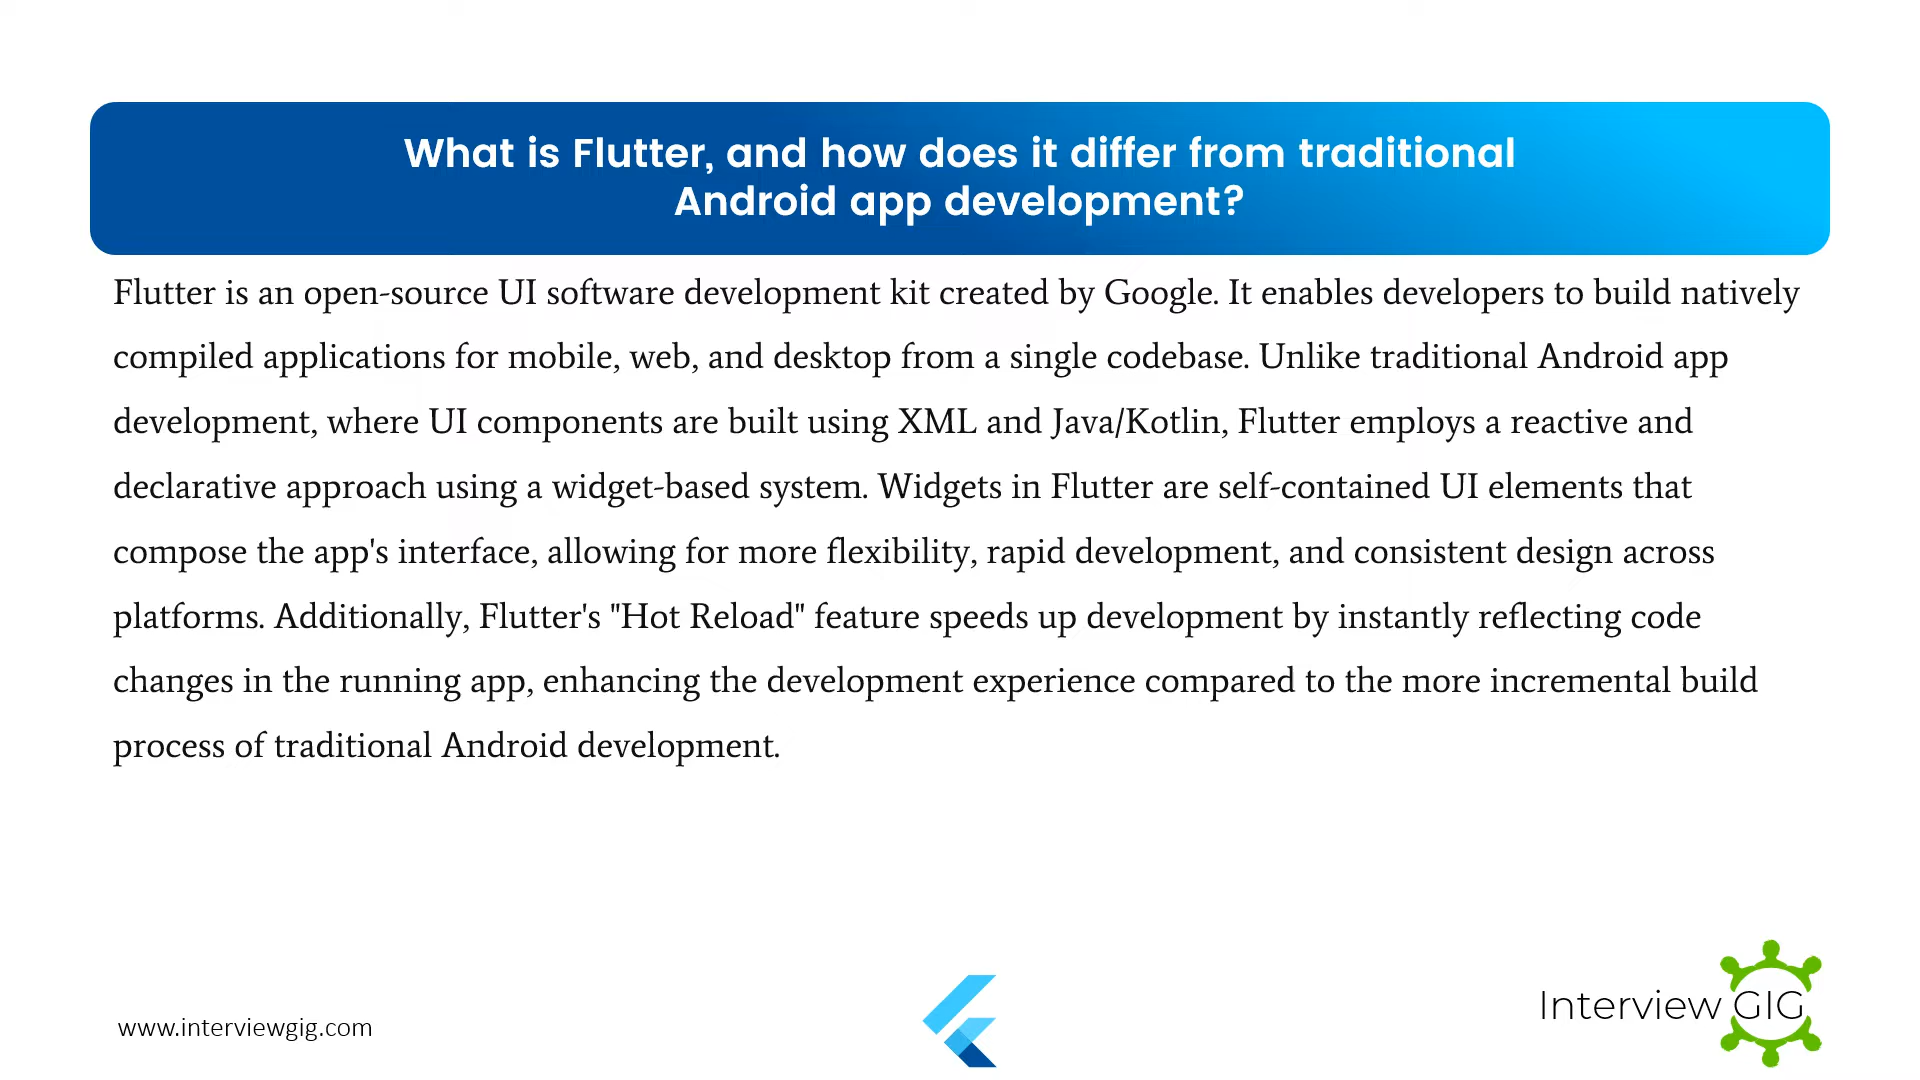 What is Flutter, and how does it differ from traditional
Android app development?
Flutter is an open-source UI software development kit created by Google. It enables developers to build natively
compiled applications for mobile, web, and desktop from a single codebase. Unlike traditional Android app
development, where UI components are built using XML and Java/Kotlin, Flutter employs a reactive and
declarative approach using a widget-based system. Widgets in Flutter are self-contained UI elements that
compose the app's interface, allowing for more flexibility, rapid development, and consistent design across
platforms. Additionally, Flutter's "Hot Reload" feature speeds up development by instantly reflecting code
changes in the running app, enhancing the development experience compared to the more incremental build
process of traditional Android development.
www.interviewgig.com
Interview GIG